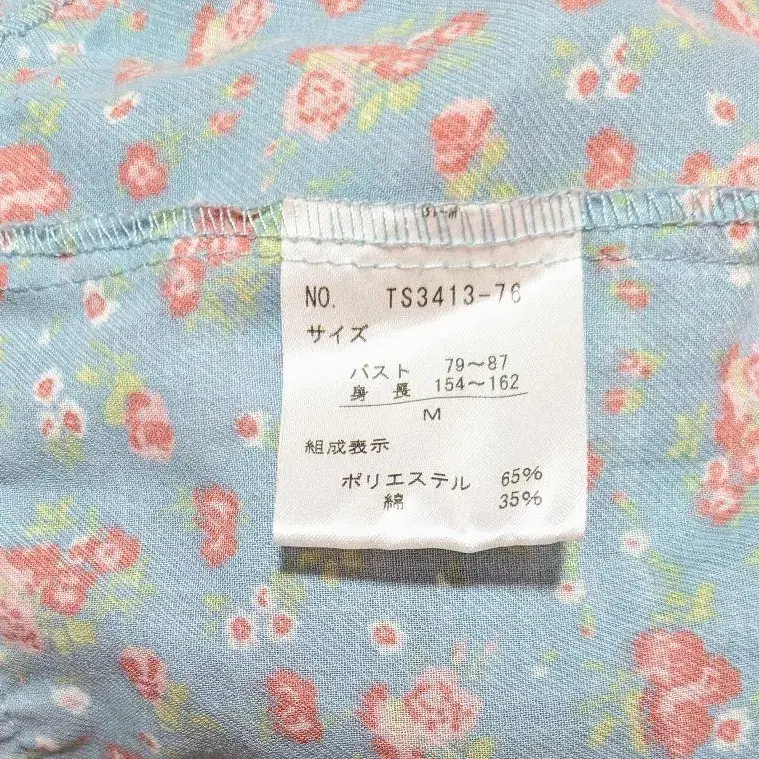 NO. TS3413-76
サイズ
バスト 79〜87
身長 154〜162
M
組成表示
ポリエステル 65%
綿 35%